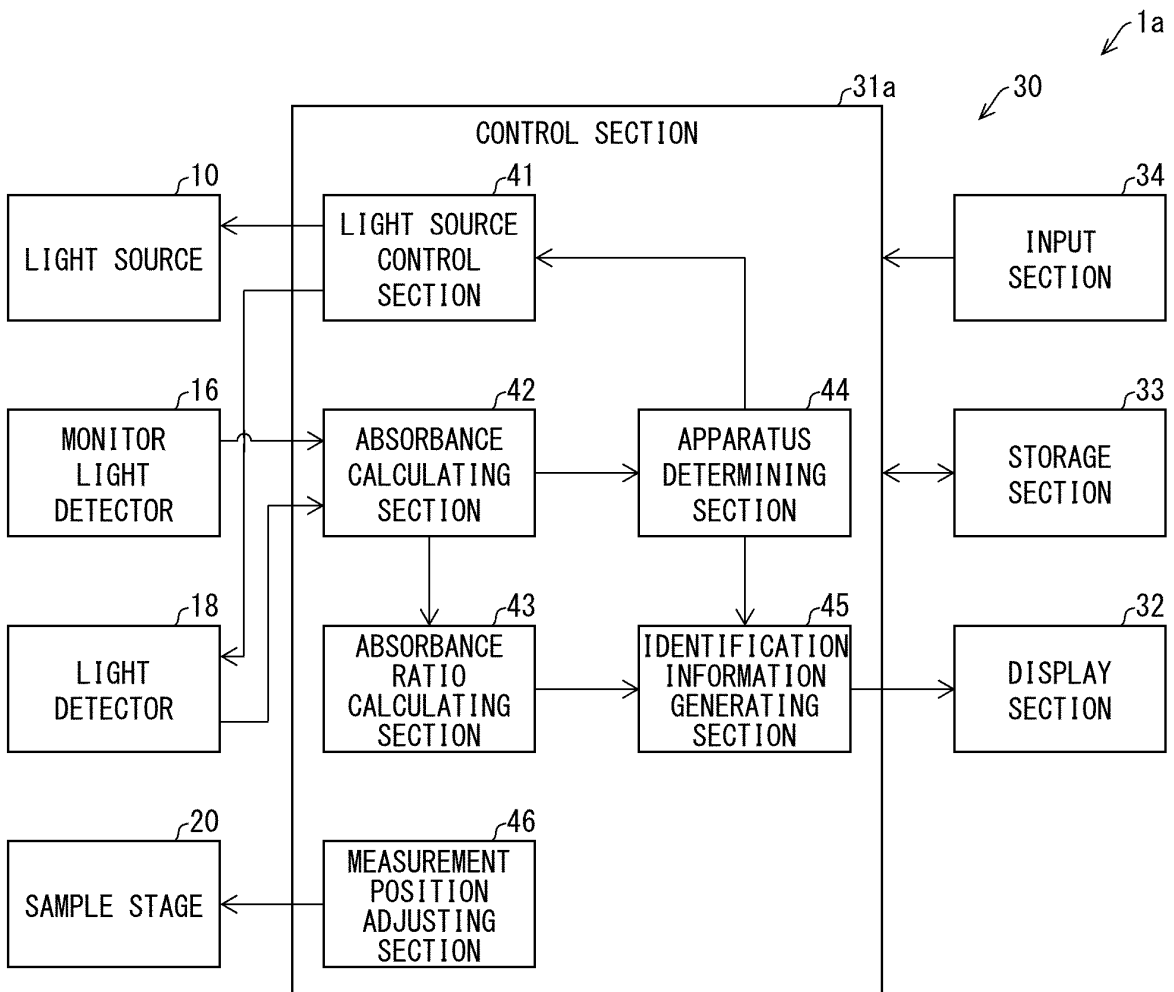 1a
31a
30
CONTROL SECTION
10
LIGHT SOURCE
41
LIGHT SOURCE
CONTROL
SECTION
34
INPUT
SECTION
16
MONITOR
LIGHT
DETECTOR
42
ABSORBANCE
CALCULATING
SECTION
44
APPARATUS
DETERMINING
SECTION
33
STORAGE
SECTION
18
LIGHT
DETECTOR
43
ABSORBANCE
RATIO
CALCULATING
SECTION
45
IDENTIFICATION
INFORMATION
GENERATING
SECTION
32
DISPLAY
SECTION
20
SAMPLE STAGE
46
MEASUREMENT
POSITION
ADJUSTING
SECTION